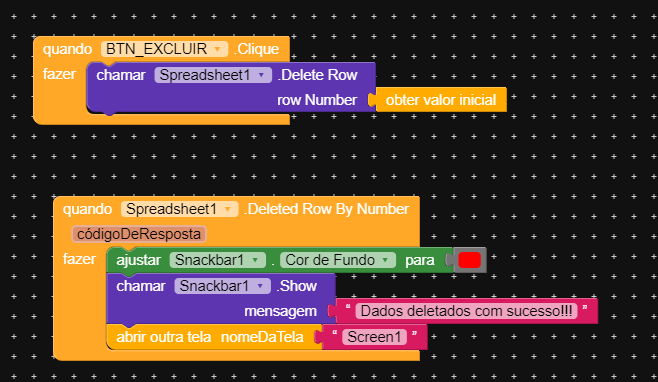 quando BTN_EXCLUIR .Clique
fazer chamar Spreadsheet1 .Delete Row
row Number obter valor inicial
quando Spreadsheet1 .Deleted Row By Number
códigoDeResposta
fazer ajustar Snackbar1 . Cor de Fundo para
chamar Snackbar1 .Show
mensagem “ Dados deletados com sucesso!!! ”
abrir outra tela nomeDaTela “ Screen1 ”